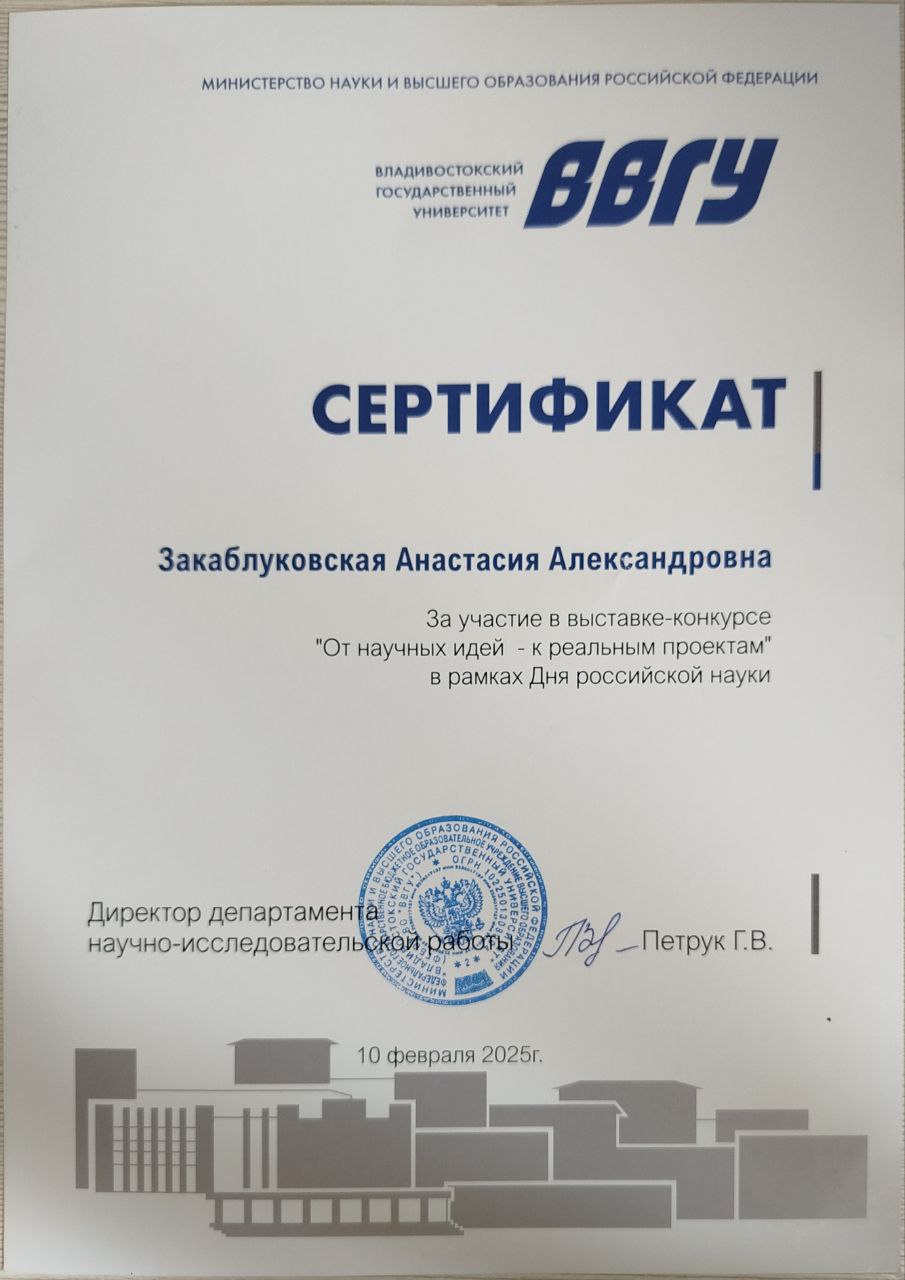 МИНИСТЕРСТВО НАУКИ И ВЫСШЕГО ОБРАЗОВАНИЯ РОССИЙСКОЙ ФЕДЕРАЦИИ
ВЛАДИВОСТОКСКИЙ
ГОСУДАРСТВЕННЫЙ
УНИВЕРСИТЕТ
ВВГУ
СЕРТИФИКАТ
Закаблуковская Анастасия Александровна
За участие в выставке-конкурсе
"От научных идей - к реальным проектам"
в рамках Дня российской науки
Директор департамента
научно-исследовательской работы
Петрук Г.В.
10 февраля 2025г.